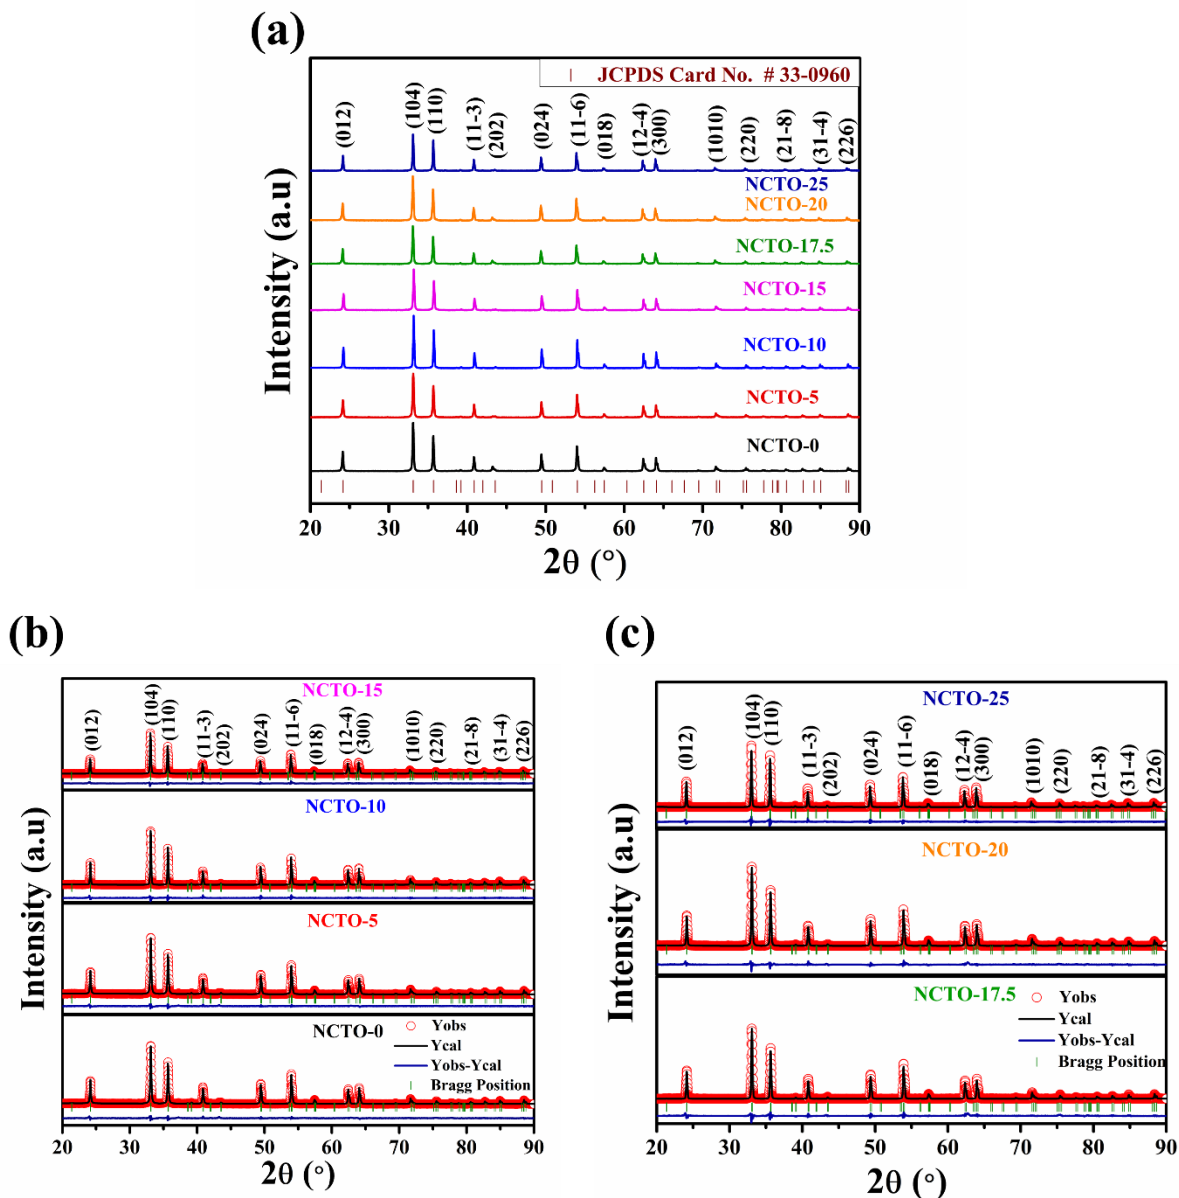 (a)
JCPDS Card No. # 33-0960
(012) (104) (110) (11-3) (202) (024) (11-6) (018) (12-4) (300) (1010) (220) (21-8) (31-4) (226)
NCTO-25
NCTO-20
NCTO-17.5
NCTO-15
NCTO-10
NCTO-5
NCTO-0
Intensity (a.u)
20 30 40 50 60 70 80 90
2θ (°)
(b)
NCTO-15
(012) (104) (110) (11-3) (202) (024) (11-6) (018) (12-4) (300) (1010) (220) (21-8) (31-4) (226)
NCTO-10
NCTO-5
NCTO-0
Yobs
Ycal
Yobs-Ycal
Bragg Position
Intensity (a.u)
20 30 40 50 60 70 80 90
2θ (°)
(c)
NCTO-25
(012) (104) (110) (11-3) (202) (024) (11-6) (018) (12-4) (300) (1010) (220) (21-8) (31-4) (226)
NCTO-20
NCTO-17.5
Yobs
Ycal
Yobs-Ycal
Bragg Position
Intensity (a.u)
20 30 40 50 60 70 80 90
2θ (°)